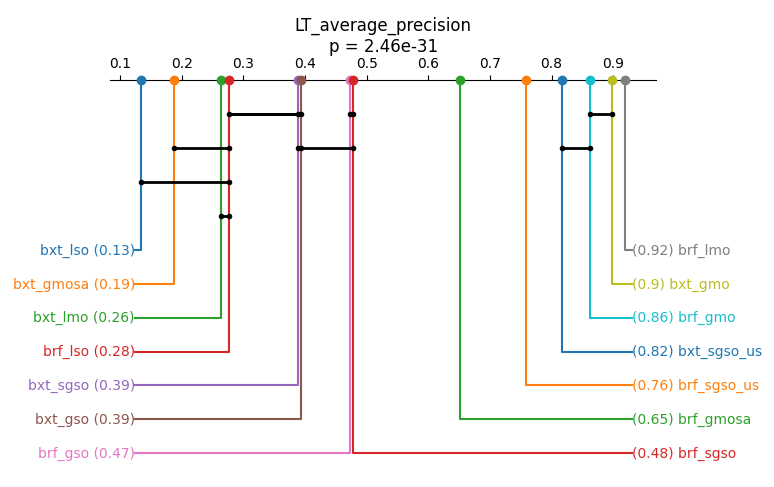 LT_average_precision
p = 2.46e-31
0.1 0.2 0.3 0.4 0.5 0.6 0.7 0.8 0.9
bxt_lso (0.13) (0.92) brf_lmo
bxt_gmosa (0.19) (0.9) bxt_gmo
bxt_lmo (0.26) (0.86) brf_gmo
brf_lso (0.28) (0.82) bxt_sgso_us
bxt_sgso (0.39) (0.76) brf_sgso_us
bxt_gso (0.39) (0.65) brf_gmosa
brf_gso (0.47) (0.48) brf_sgso